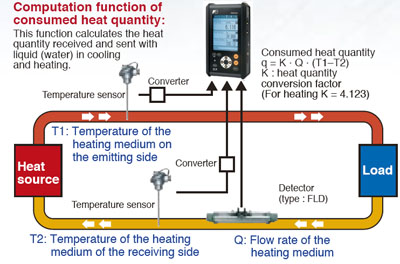 Computation function of
consumed heat quantity:
This function calculates the heat
quantity received and sent with
liquid (water) in cooling
and heating.
Consumed heat quantity
q = K · Q · (T1–T2)
K : heat quantity
conversion factor
(For heating K = 4.123)
Converter
Temperature sensor
T1: Temperature of the
heating medium on
the emitting side
Heat
source
Load
Converter
Temperature sensor
Detector
(type : FLD)
T2: Temperature of the heating
medium of the receiving side
Q: Flow rate of the
heating medium